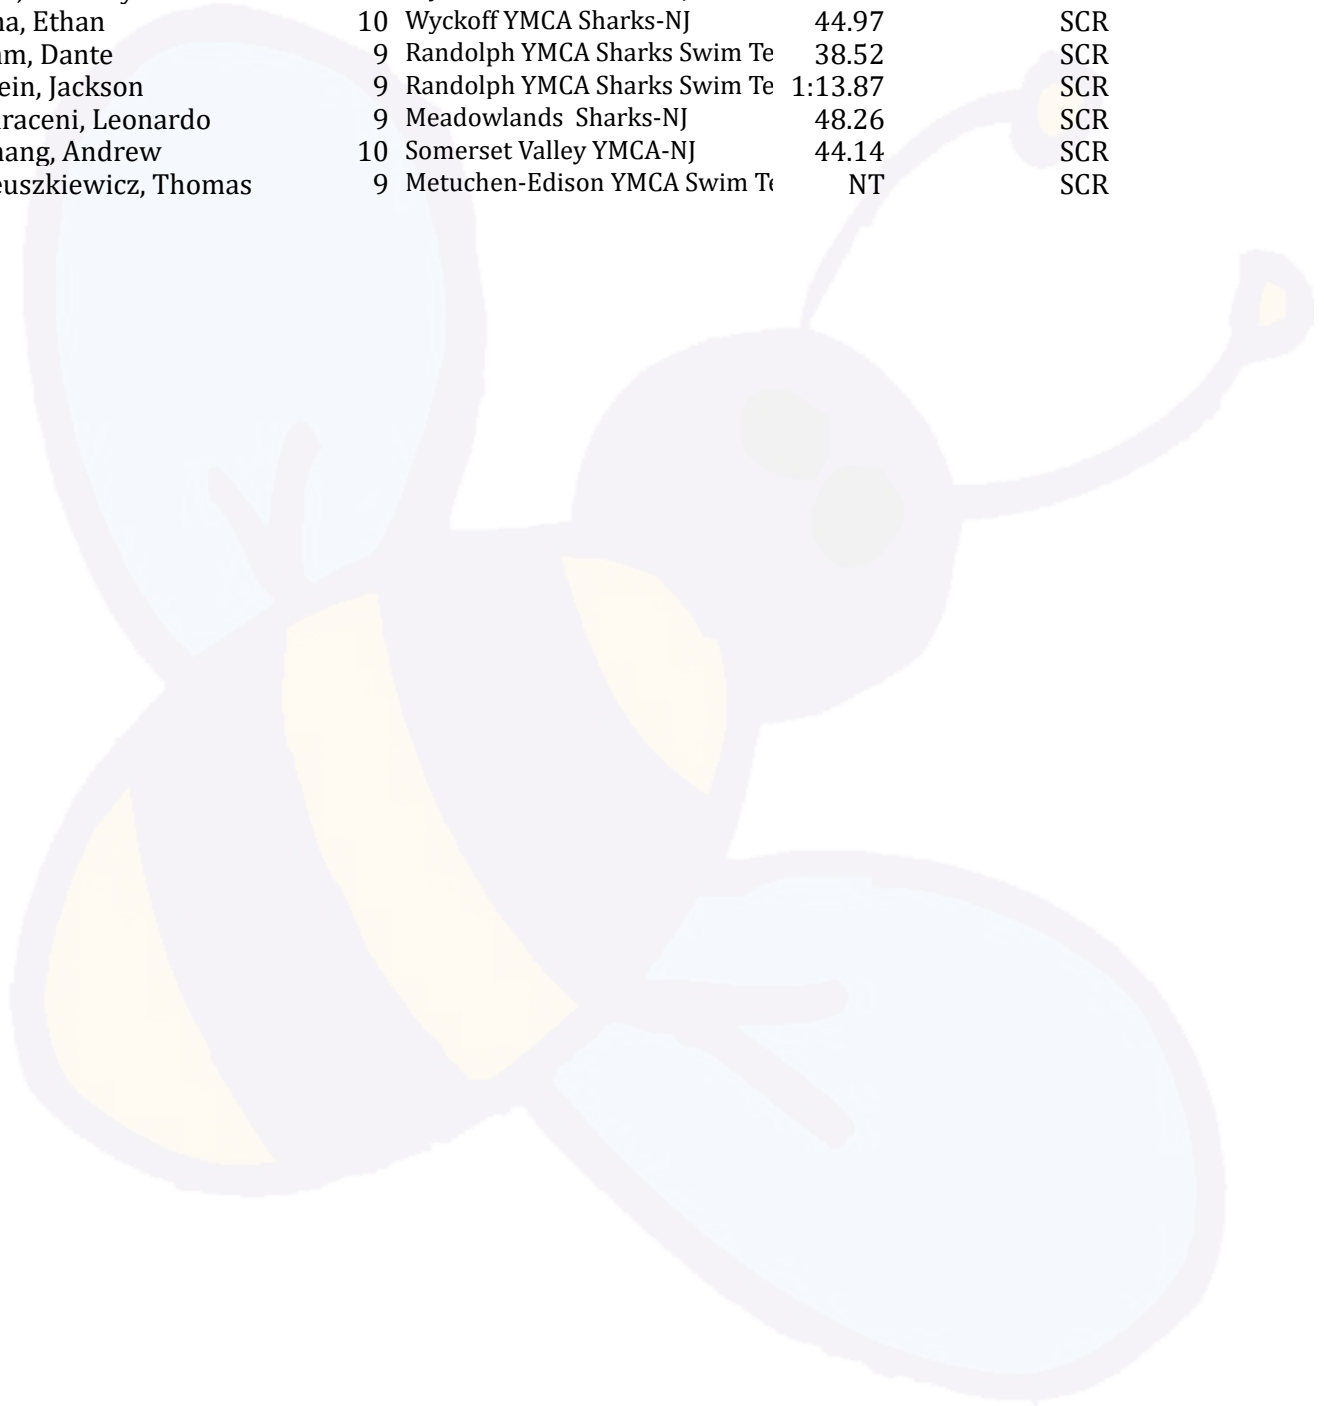 na, Ethan 10 Wyckoff YMCA Sharks-NJ 44.97 SCR
am, Dante 9 Randolph YMCA Sharks Swim Te 38.52 SCR
ein, Jackson 9 Randolph YMCA Sharks Swim Te 1:13.87 SCR
raceni, Leonardo 9 Meadowlands Sharks-NJ 48.26 SCR
hang, Andrew 10 Somerset Valley YMCA-NJ 44.14 SCR
euszkiewicz, Thomas 9 Metuchen-Edison YMCA Swim Te NT SCR